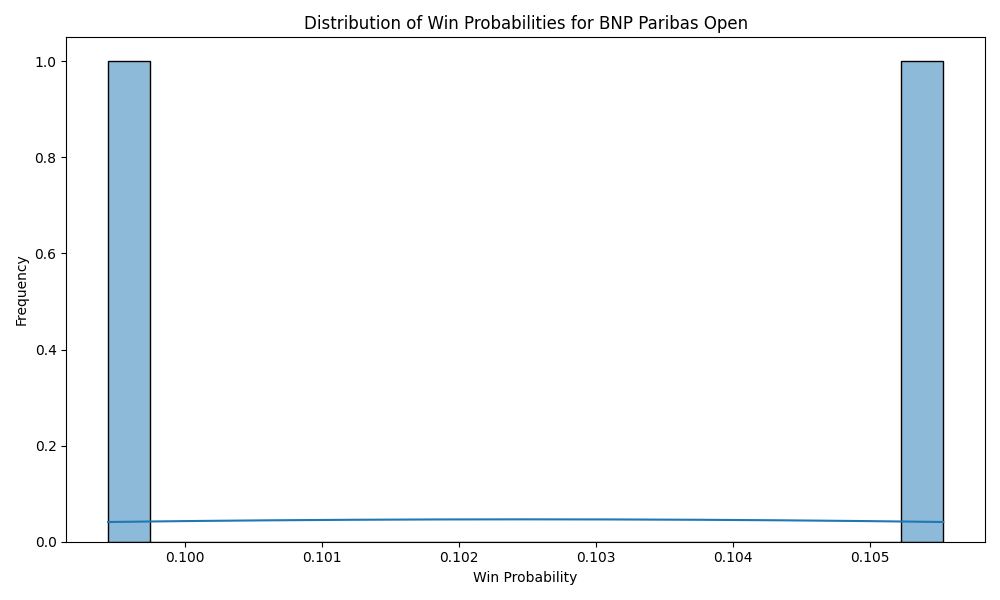 Distribution of Win Probabilities for BNP Paribas Open
1.0
0.8
0.6
0.4
0.2
0.0
Frequency
0.100 0.101 0.102 0.103 0.104 0.105
Win Probability